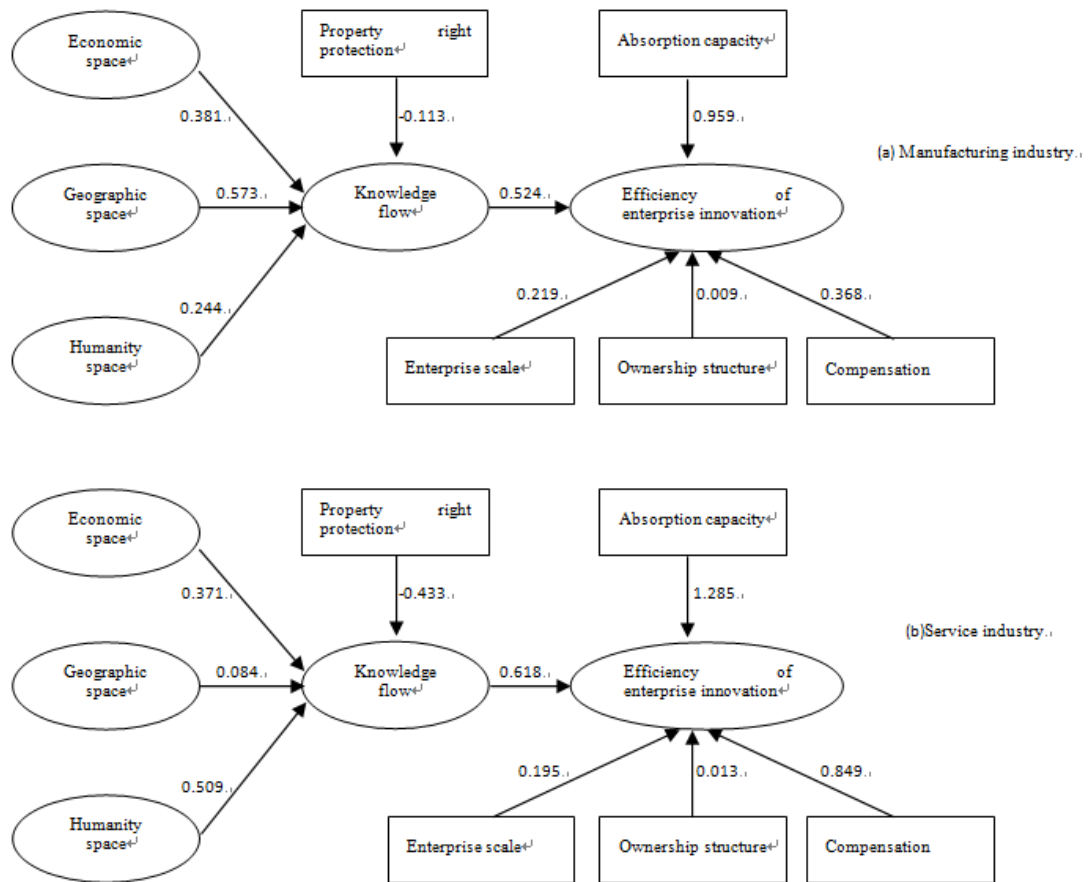 Economic
space
Property right
protection
Absorption capacity
0.381.
-0.113.
0.959.
(a) Manufacturing industry.
Geographic
space
0.573.
Knowledge
flow
0.524.
Efficiency of
enterprise innovation
0.244.
0.219.
0.009.
0.368.
Humanity
space
Enterprise scale
Ownership structure
Compensation
Economic
space
Property right
protection
Absorption capacity
0.371.
-0.433.
1.285.
(b)Service industry.
Geographic
space
0.084.
Knowledge
flow
0.618.
Efficiency of
enterprise innovation
0.509.
0.195.
0.013.
0.849.
Humanity
space
Enterprise scale
Ownership structure
Compensation